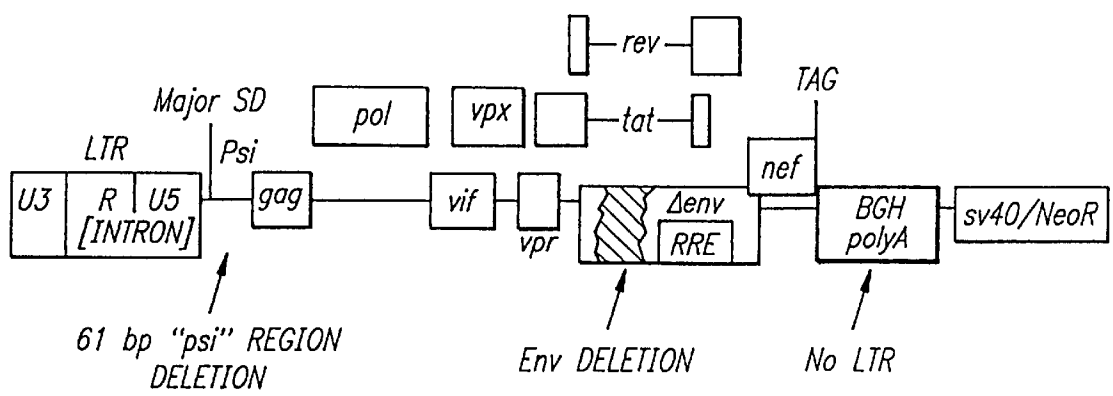 rev
TAG
Major SD
pol
vpx
tat
LTR
Psi
nef
U3
R
U5
[INTRON]
gag
vif
vpr
Δenv
RRE
BGH
polyA
sv40/NeoR
61 bp “psi” REGION
DELETION
Env DELETION
No LTR